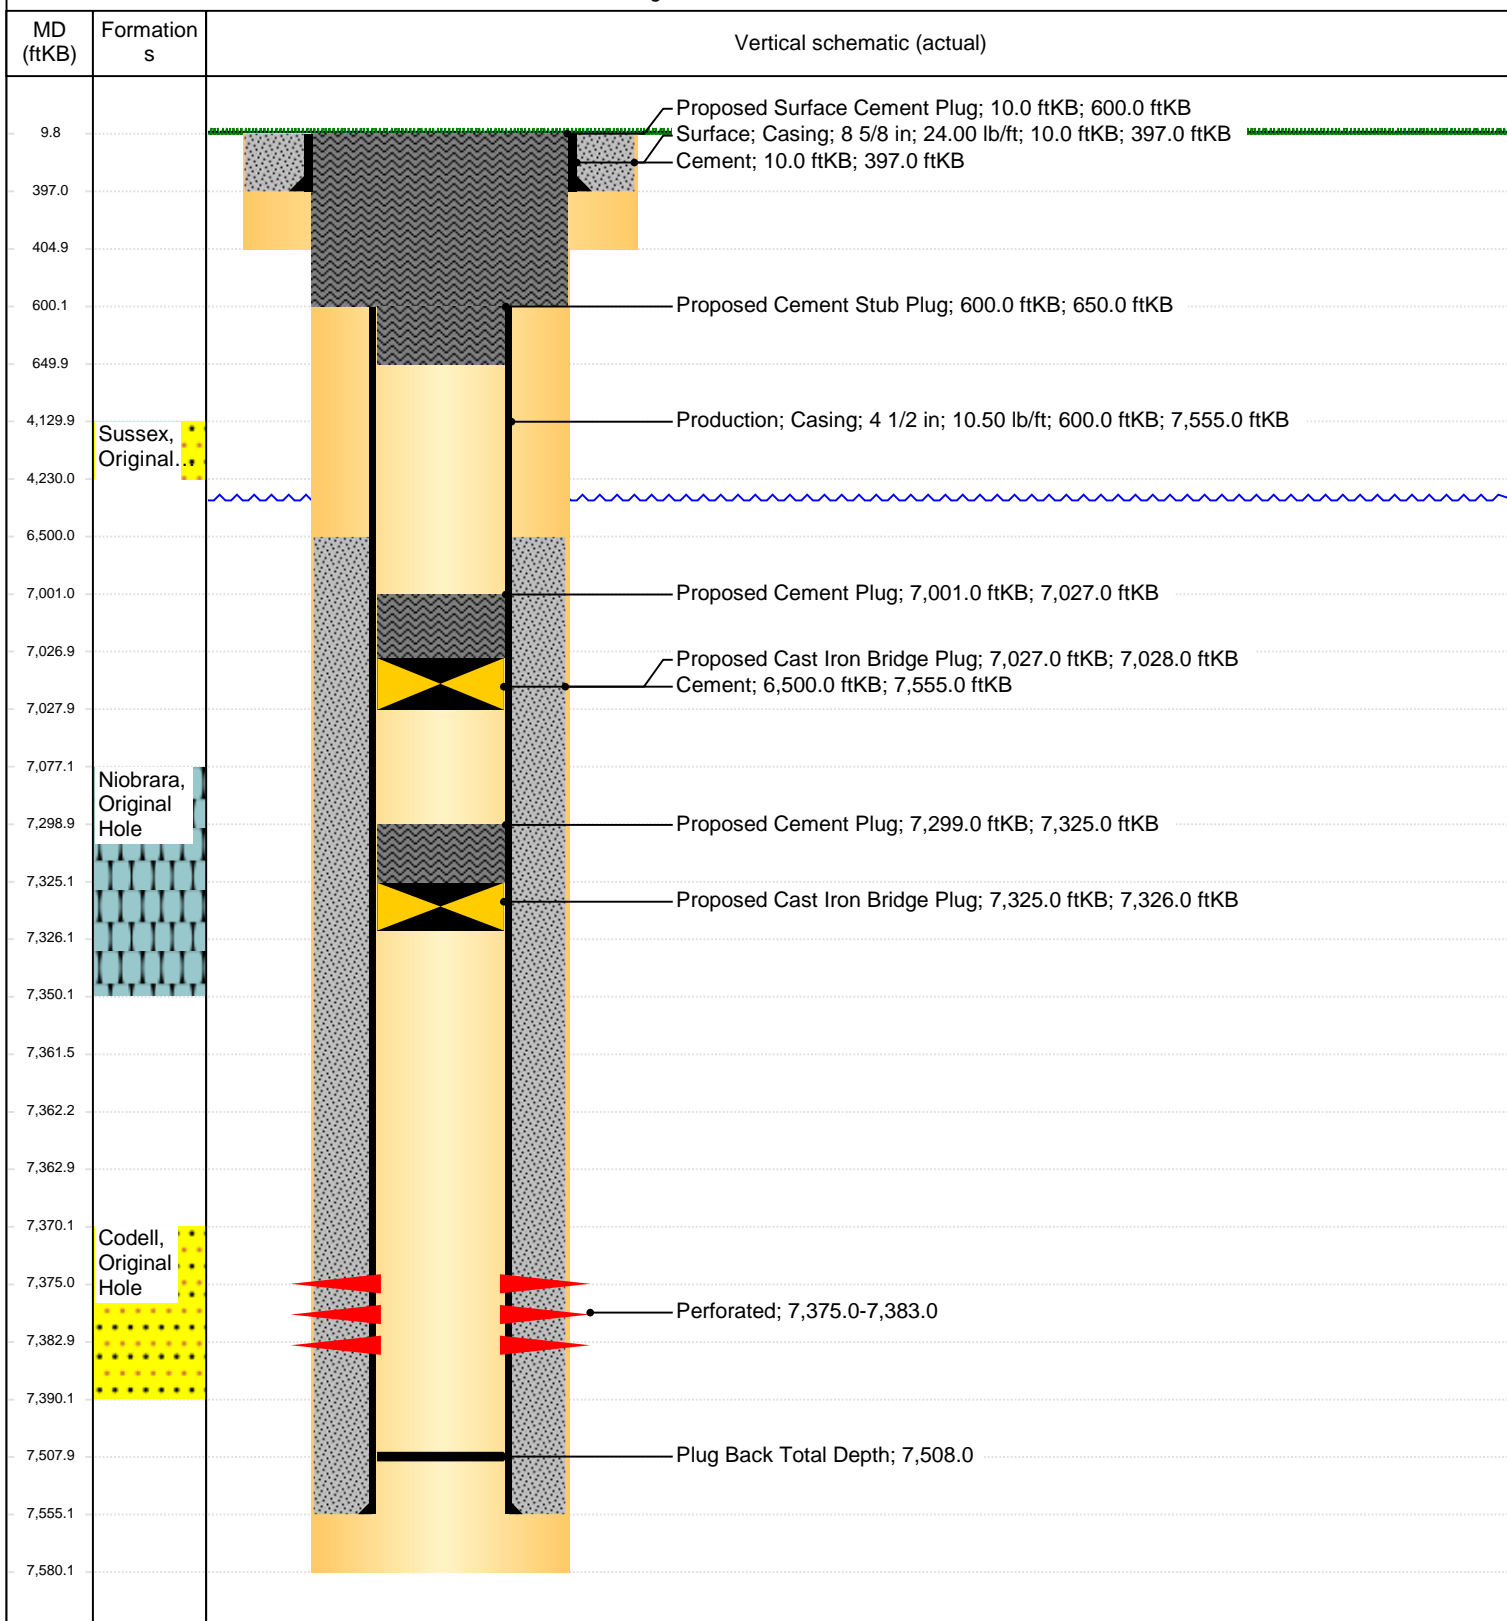 MD
(ftKB)
Formation
s
Vertical schematic (actual)
9.8
397.0
404.9
600.1
649.9
4,129.9
4,230.0
6,500.0
7,001.0
7,026.9
7,027.9
7,077.1
7,298.9
7,325.1
7,326.1
7,350.1
7,361.5
7,362.2
7,362.9
7,370.1
7,375.0
7,382.9
7,390.1
7,507.9
7,555.1
7,580.1
Sussex,
Original...
Niobrara,
Original
Hole
Codell,
Original
Hole
Proposed Surface Cement Plug; 10.0 ftKB; 600.0 ftKB
Surface; Casing; 8 5/8 in; 24.00 lb/ft; 10.0 ftKB; 397.0 ftKB
Cement; 10.0 ftKB; 397.0 ftKB
Proposed Cement Stub Plug; 600.0 ftKB; 650.0 ftKB
Production; Casing; 4 1/2 in; 10.50 lb/ft; 600.0 ftKB; 7,555.0 ftKB
Proposed Cement Plug; 7,001.0 ftKB; 7,027.0 ftKB
Proposed Cast Iron Bridge Plug; 7,027.0 ftKB; 7,028.0 ftKB
Cement; 6,500.0 ftKB; 7,555.0 ftKB
Proposed Cement Plug; 7,299.0 ftKB; 7,325.0 ftKB
Proposed Cast Iron Bridge Plug; 7,325.0 ftKB; 7,326.0 ftKB
Perforated; 7,375.0-7,383.0
Plug Back Total Depth; 7,508.0